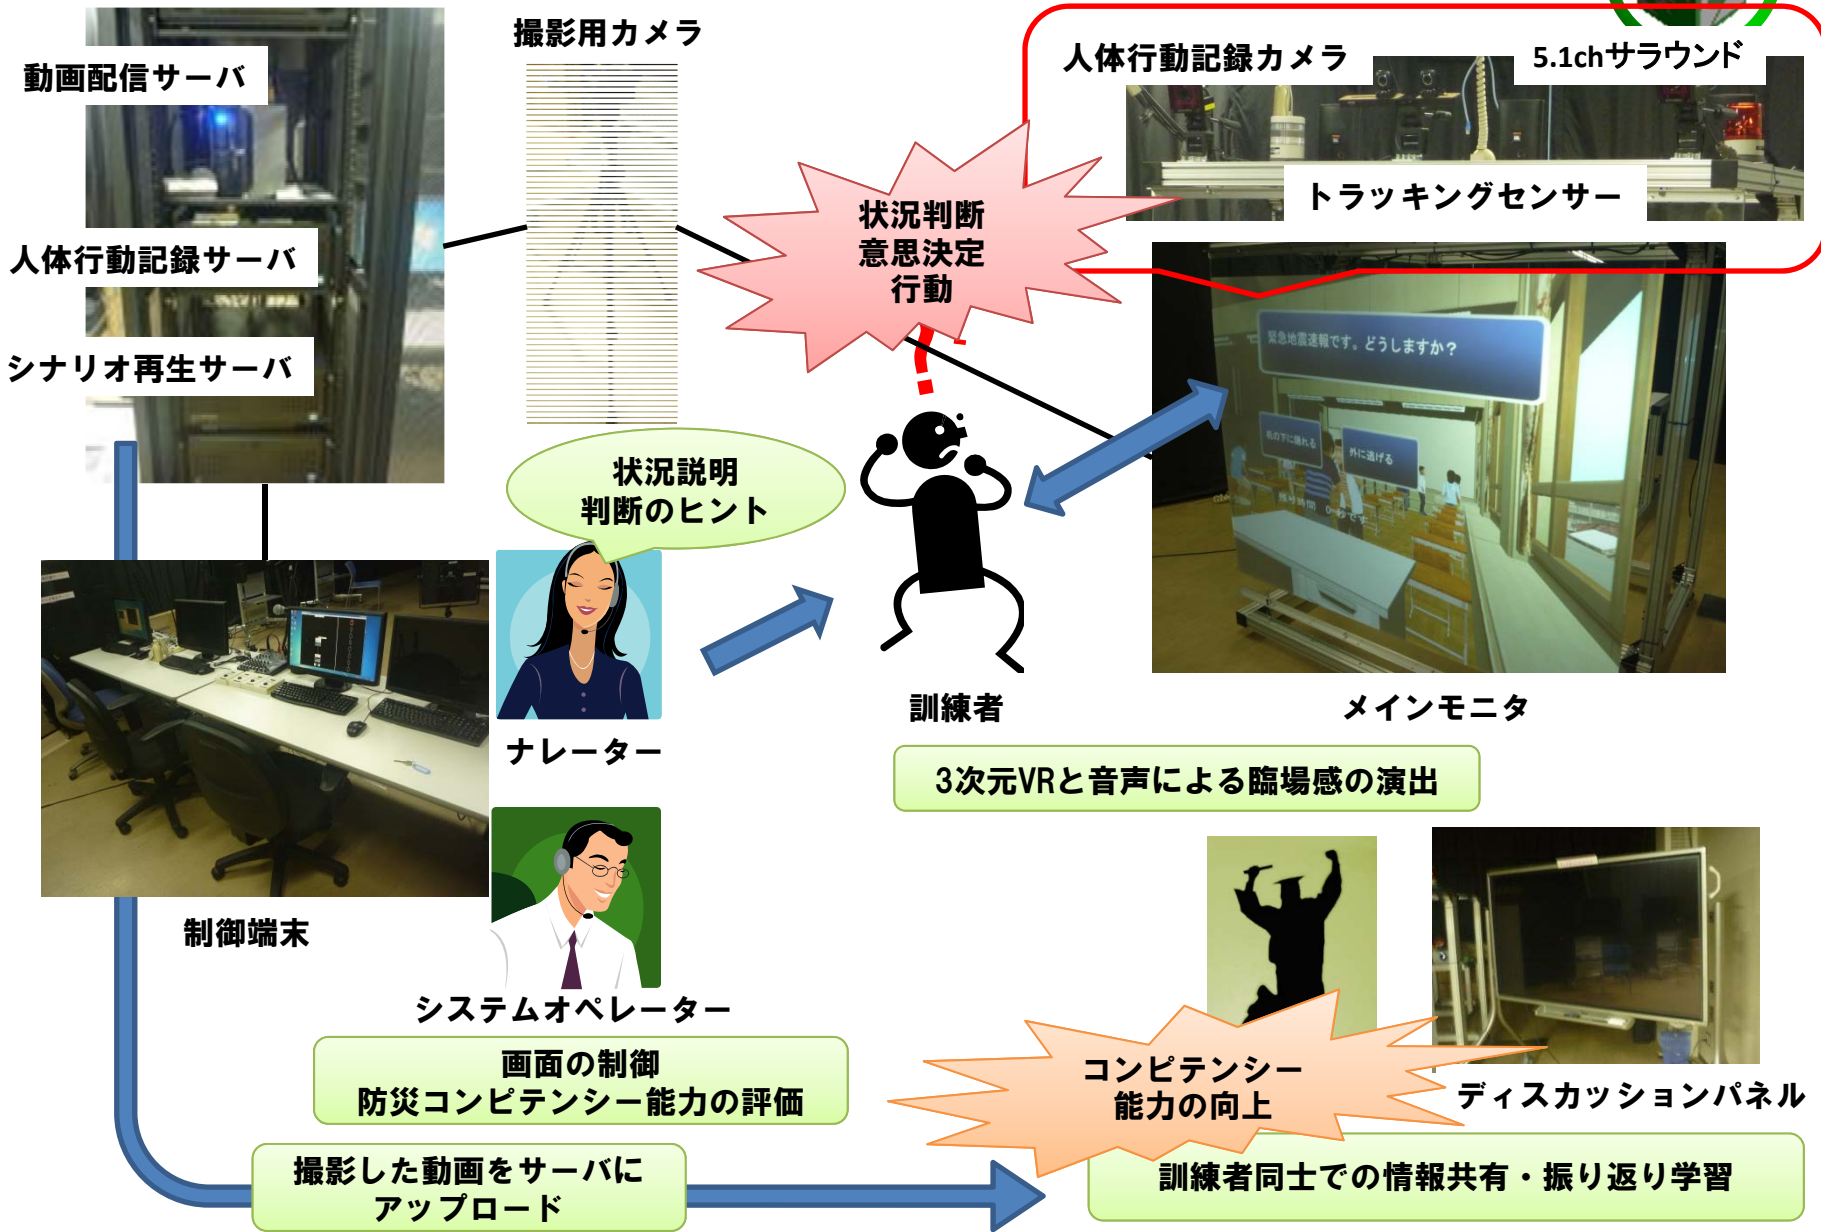 撮影用カメラ
人体行動記録カメラ
5.1chサラウンド
動画配信サーバ
トラッキングセンサー
状況判断
意思決定
行動
人体行動記録サーバ
シナリオ再生サーバ
緊急地震速報です。どうしますか？
机の下に隠れる
外に逃げる
状況説明
判断のヒント
訓練者
メインモニタ
ナレーター
3次元VRと音声による臨場感の演出
制御端末
システムオペレーター
画面の制御
防災コンピテンシー能力の評価
コンピテンシー
能力の向上
ディスカッションパネル
撮影した動画をサーバに
アップロード
訓練者同士での情報共有・振り返り学習